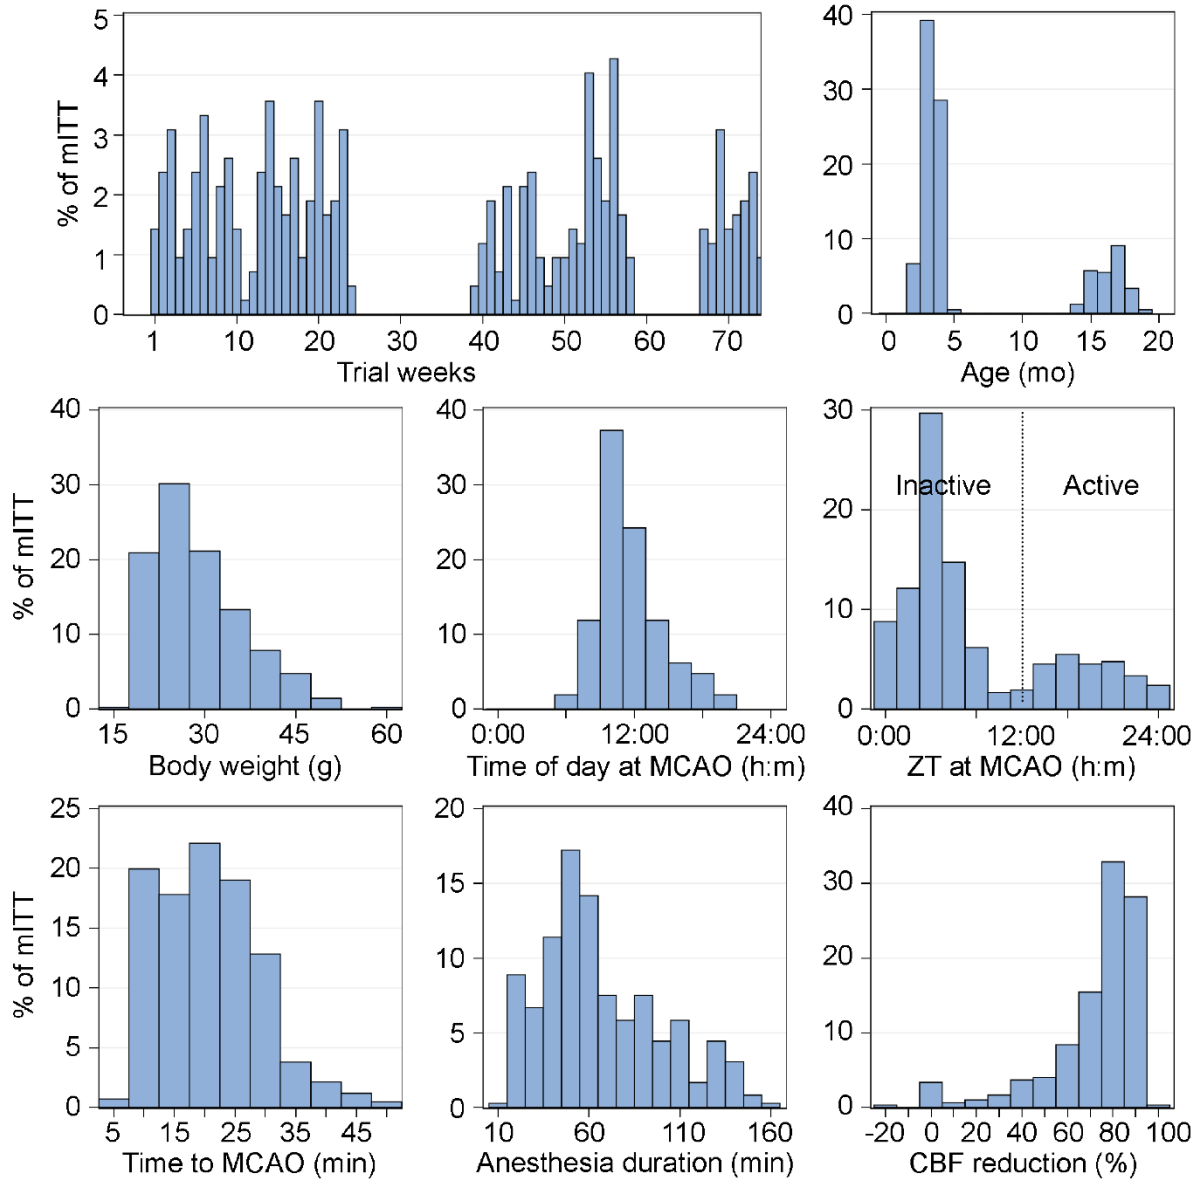 % of mITT
5
4
3
2
1
0
1 10 20 30 40 50 60 70
Trial weeks
40
30
20
10
0
0 5 10 15 20
Age (mo)
% of mITT
40
30
20
10
0
15 30 45 60
Body weight (g)
40
30
20
10
0
0:00 12:00 24:00
Time of day at MCAO (h:m)
30
20
10
0
Inactive Active
0:00 12:00 24:00
ZT at MCAO (h:m)
% of mITT
25
20
15
10
5
0
5 15 25 35 45
Time to MCAO (min)
20
15
10
5
0
10 60 110 160
Anesthesia duration (min)
40
30
20
10
0
-20 0 20 40 60 80 100
CBF reduction (%)